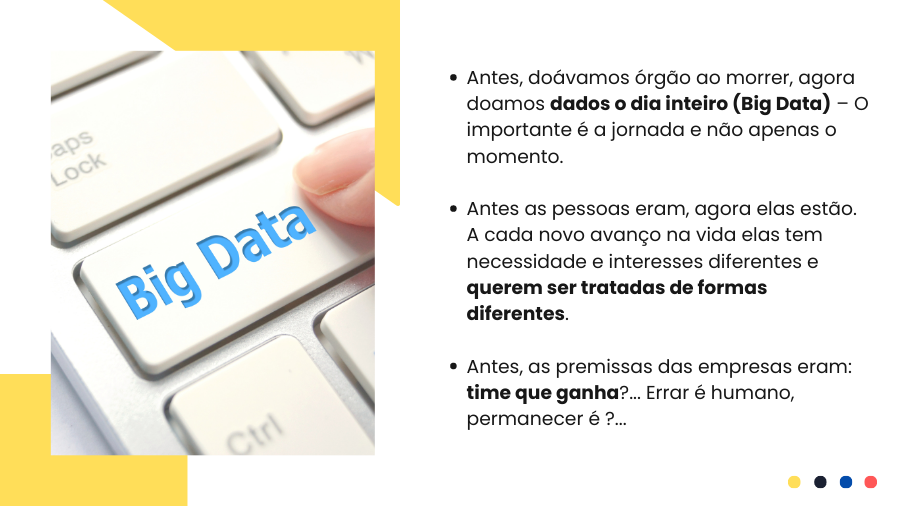 aps
Lock
W
Big Data
Ctrl
• Antes, doávamos órgão ao morrer, agora
doamos dados o dia inteiro (Big Data) – O
importante é a jornada e não apenas o
momento.
• Antes as pessoas eram, agora elas estão.
A cada novo avanço na vida elas tem
necessidade e interesses diferentes e
querem ser tratadas de formas
diferentes.
• Antes, as premissas das empresas eram:
time que ganha?... Errar é humano,
permanecer é ?...